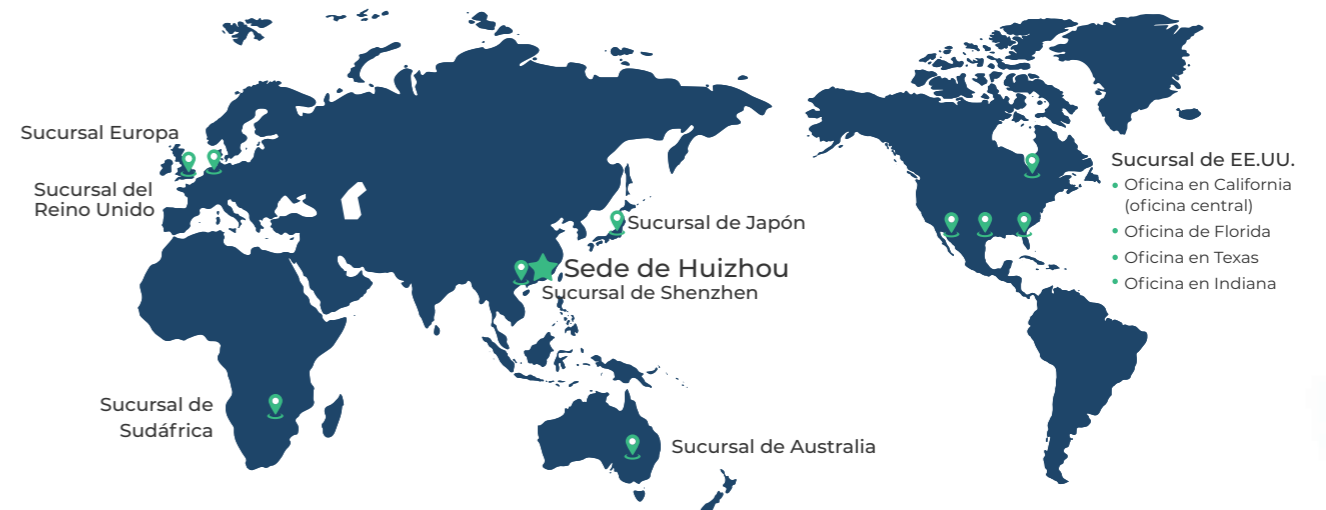 Sucursal Europa
Sucursal del
Reino Unido
Sucursal de Japón
Sede de Huizhou
Sucursal de Shenzhen
Sucursal de
Sudáfrica
Sucursal de Australia
Sucursal de EE.UU.
• Oficina en California
(oficina central)
• Oficina de Florida
• Oficina en Texas
• Oficina en Indiana